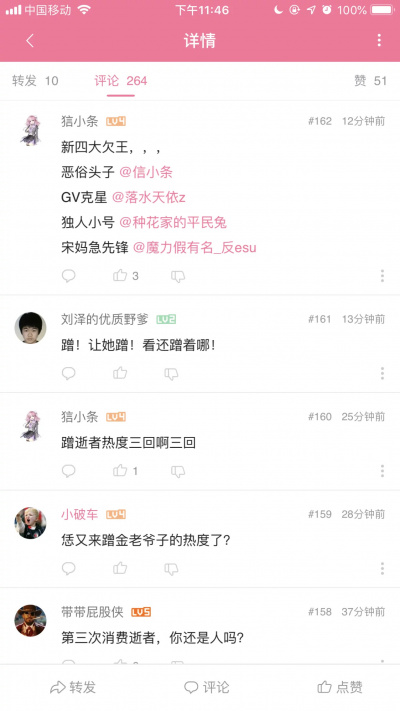 中国移动 下午11:46 100%
详情
转发 10 评论 264 赞 51
狺小条 LV4 #162 12分钟前
新四大欠王，，，
恶俗头子 @信小条
GV克星 @落水天依z
独人小号 @种花家的平民兔
宋妈急先锋 @魔力假有名_反esu
3
刘泽的优质野爹 LV2 #161 13分钟前
蹭！让她蹭！看还蹭着哪！
狺小条 LV4 #160 25分钟前
蹭逝者热度三回啊三回
1
小破车 LV4 #159 28分钟前
恁又来蹭金老爷子的热度了？
带带屁股侠 LV5 #158 37分钟前
第三次消费逝者，你还是人吗？
转发 评论 点赞